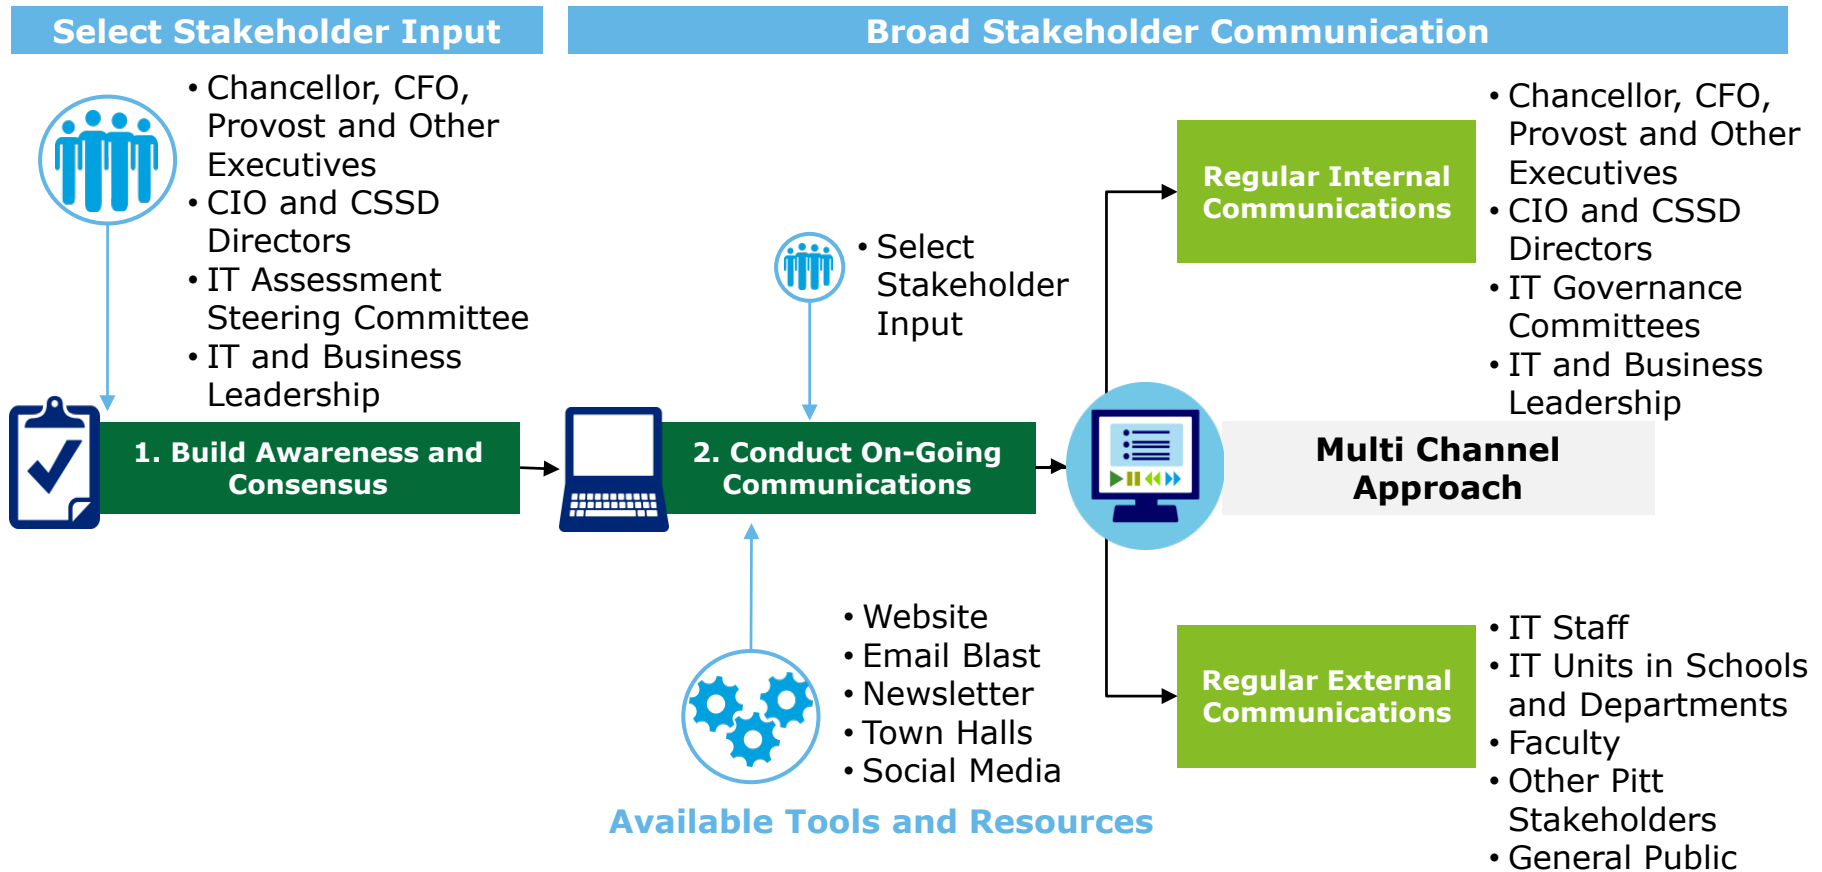 Select Stakeholder Input
Broad Stakeholder Communication
• Chancellor, CFO,
Provost and Other
Executives
• CIO and CSSD
Directors
• IT Assessment
Steering Committee
• IT and Business
Leadership
1. Build Awareness and
Consensus
• Select
Stakeholder
Input
2. Conduct On-Going
Communications
• Website
• Email Blast
• Newsletter
• Town Halls
• Social Media
Available Tools and Resources
Regular Internal
Communications
• Chancellor, CFO,
Provost and Other
Executives
• CIO and CSSD
Directors
• IT Governance
Committees
• IT and Business
Leadership
Multi Channel
Approach
Regular External
Communications
• IT Staff
• IT Units in Schools
and Departments
• Faculty
• Other Pitt
Stakeholders
• General Public